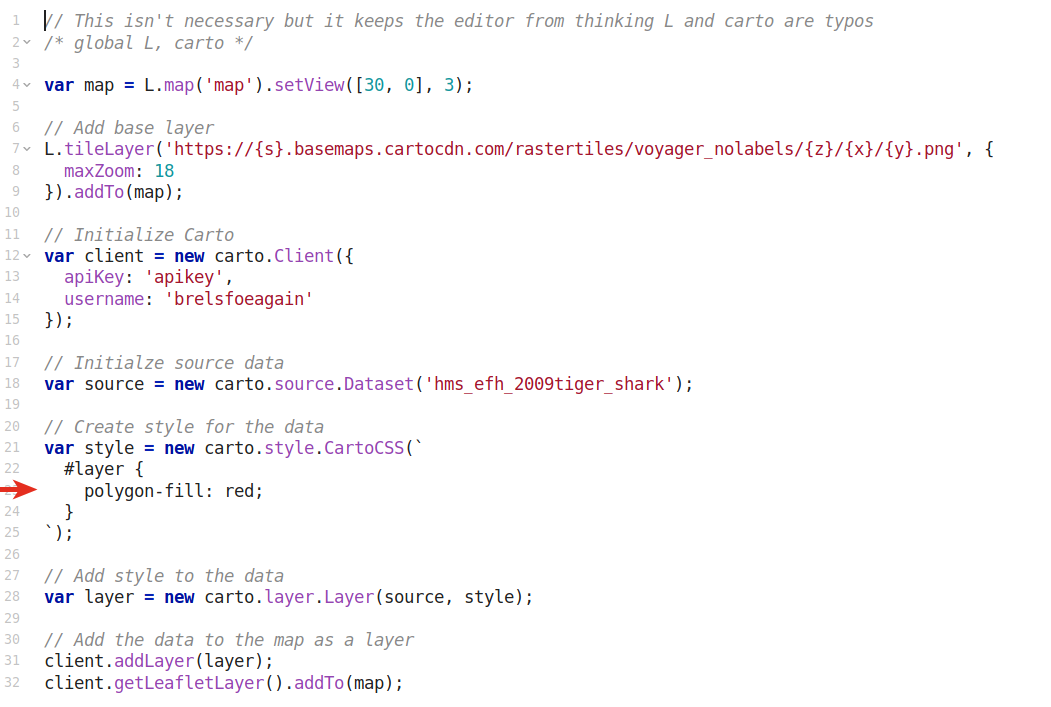 1 // This isn't necessary but it keeps the editor from thinking L and carto are typos
2 /* global L, carto */
3
4 var map = L.map('map').setView([30, 0], 3);
5
6 // Add base layer
7 L.tileLayer('https://{s}.basemaps.cartocdn.com/rastertiles/voyager_nolabels/{z}/{x}/{y}.png', {
8   maxZoom: 18
9 }).addTo(map);
10
11 // Initialize Carto
12 var client = new carto.Client({
13   apiKey: 'apikey',
14   username: 'brelsfoeagain'
15 });
16
17 // Initialze source data
18 var source = new carto.source.Dataset('hms_efh_2009tiger_shark');
19
20 // Create style for the data
21 var style = new carto.style.CartoCSS(`
22   #layer {
    polygon-fill: red;
24   }
25 `);
26
27 // Add style to the data
28 var layer = new carto.layer.Layer(source, style);
29
30 // Add the data to the map as a layer
31 client.addLayer(layer);
32 client.getLeafletLayer().addTo(map);